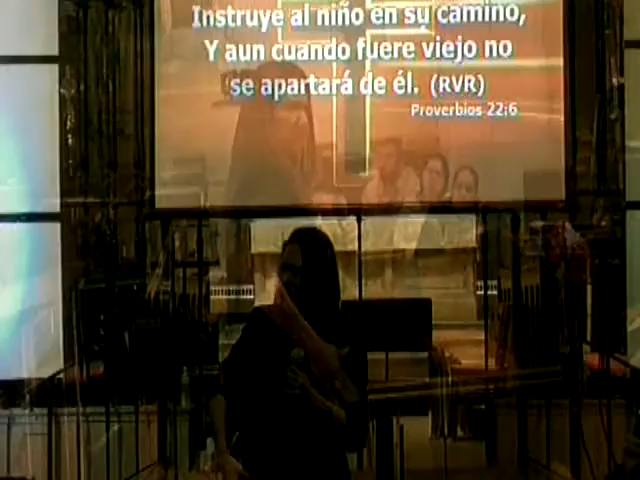 Instruye al niño en su camino,
Y aun cuando fuere viejo no
se apartará de él. (RVR)
Proverbios 22:6